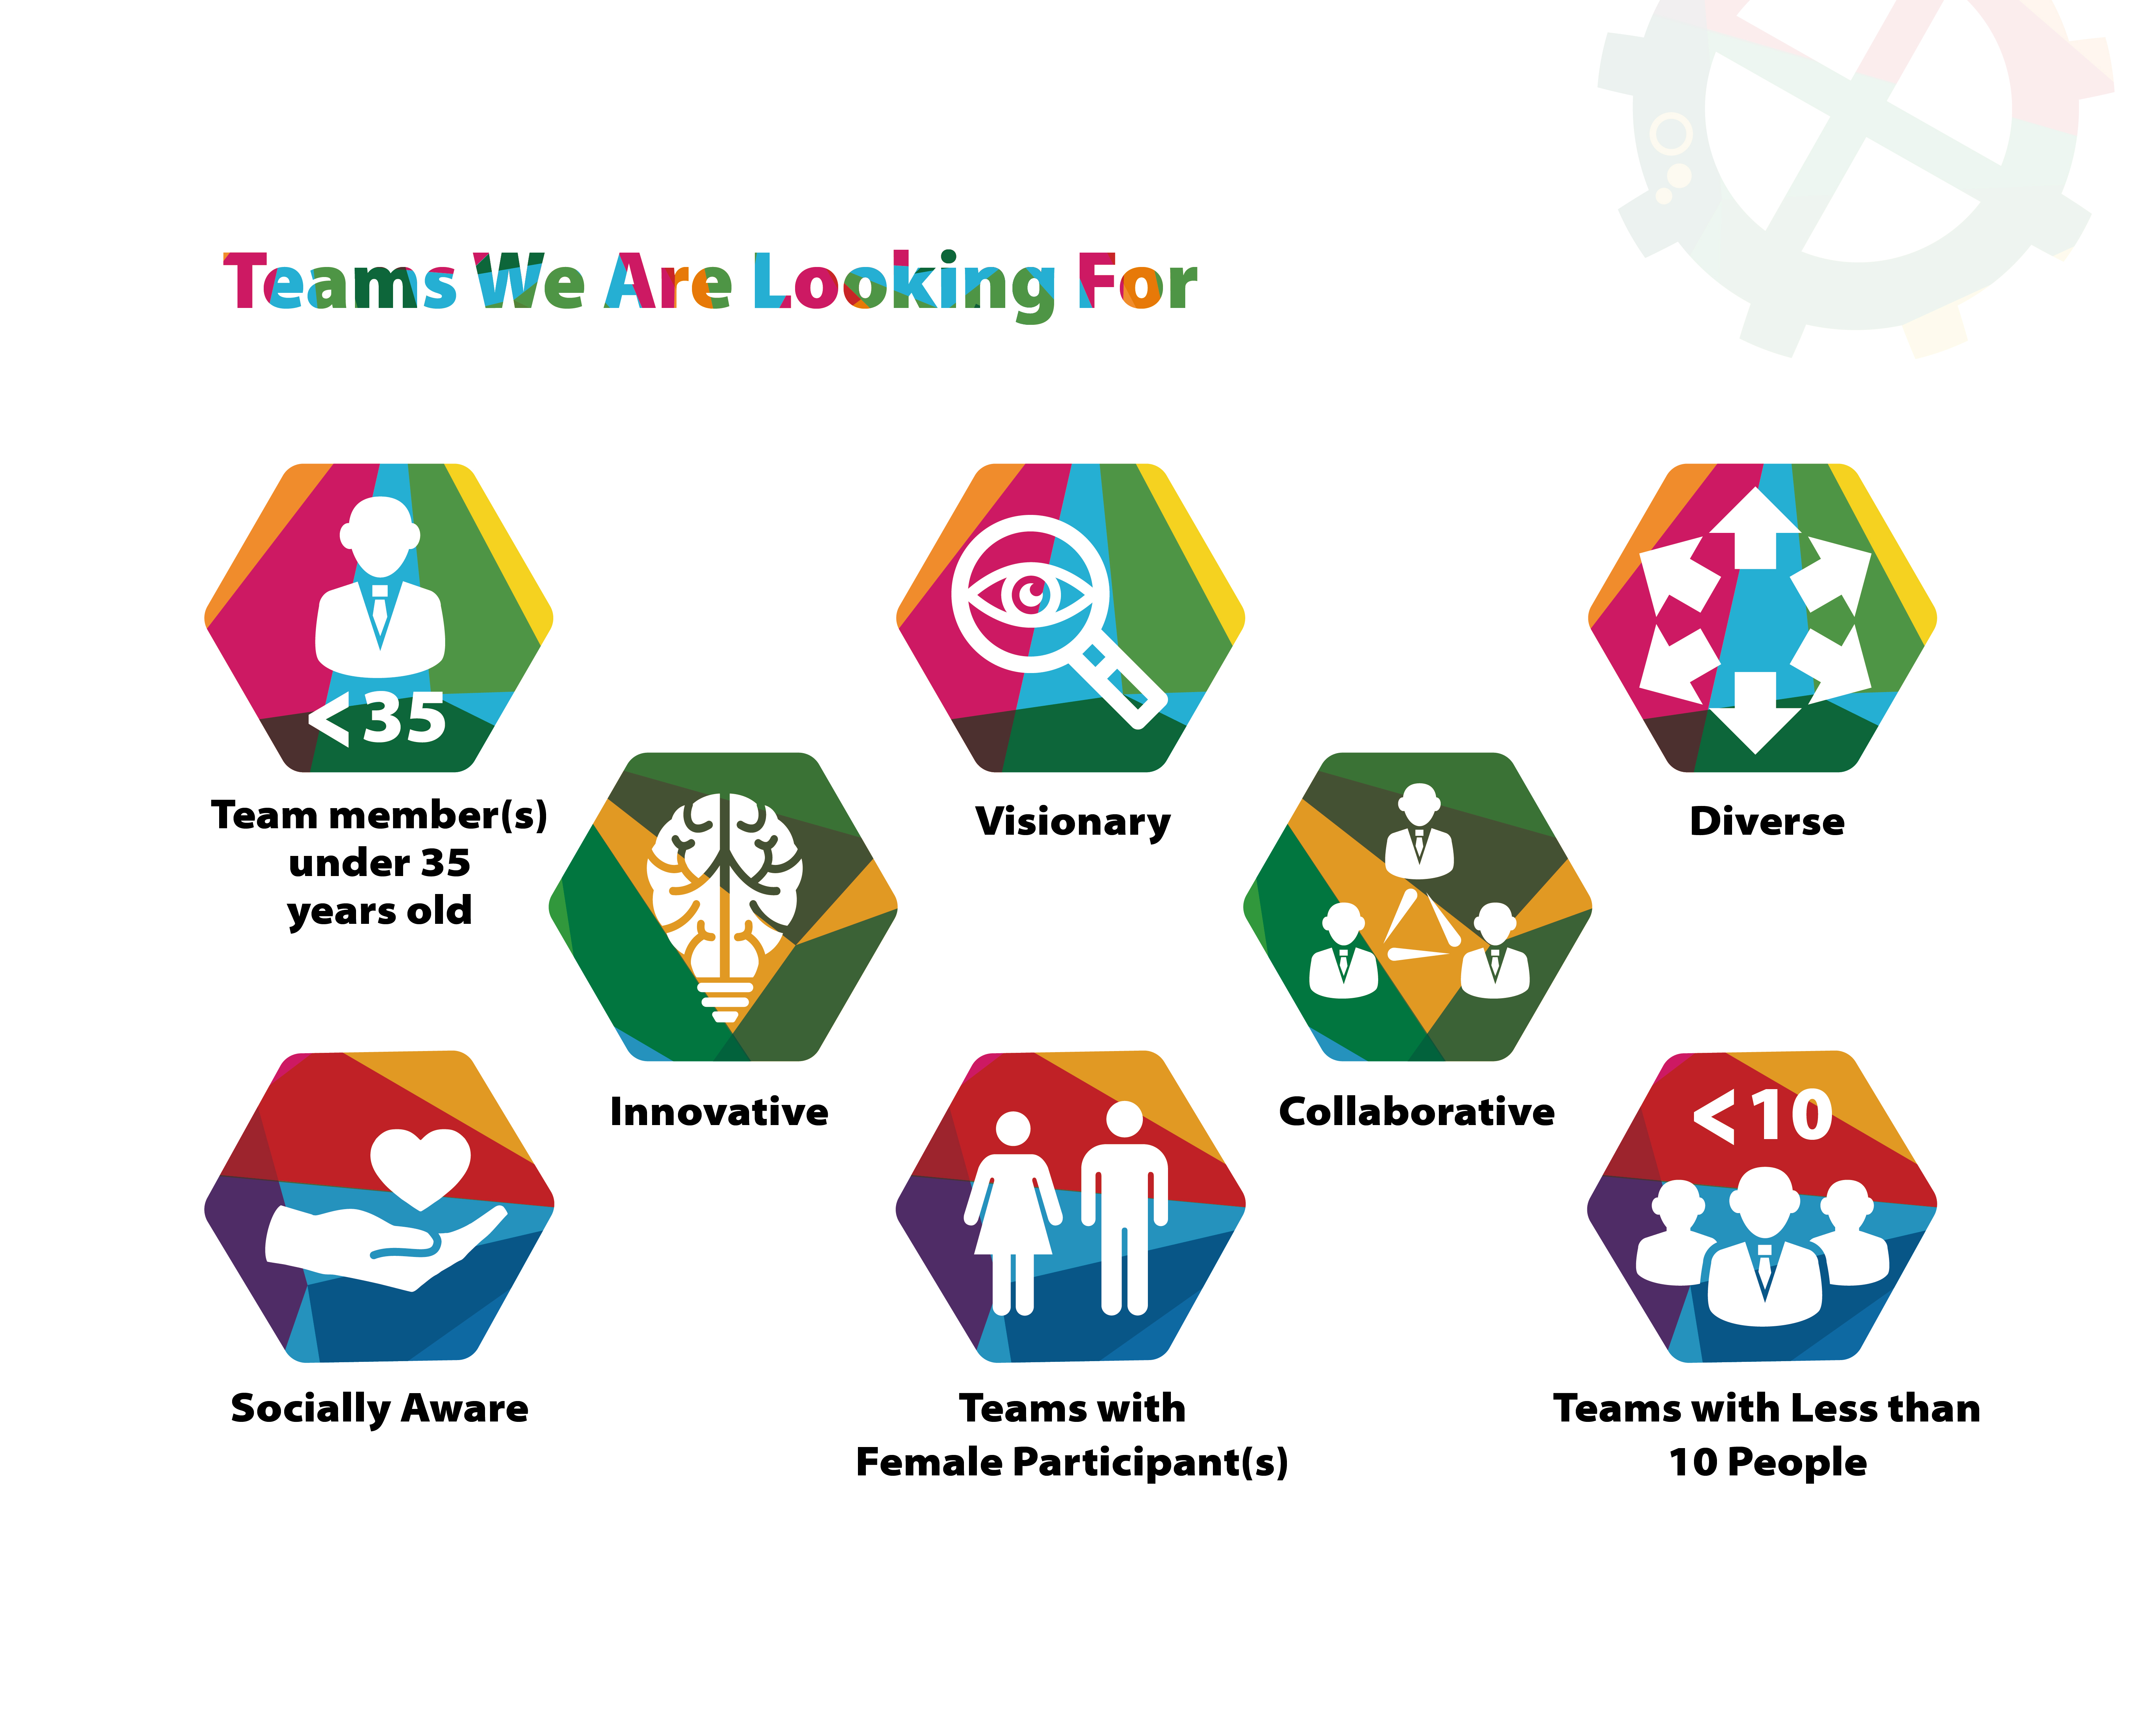 Teams We Are Looking For
<35
Team member(s)
under 35
years old
Visionary
Diverse
Innovative
Collaborative
Socially Aware
Teams with
Female Participant(s)
<10
Teams with Less than
10 People